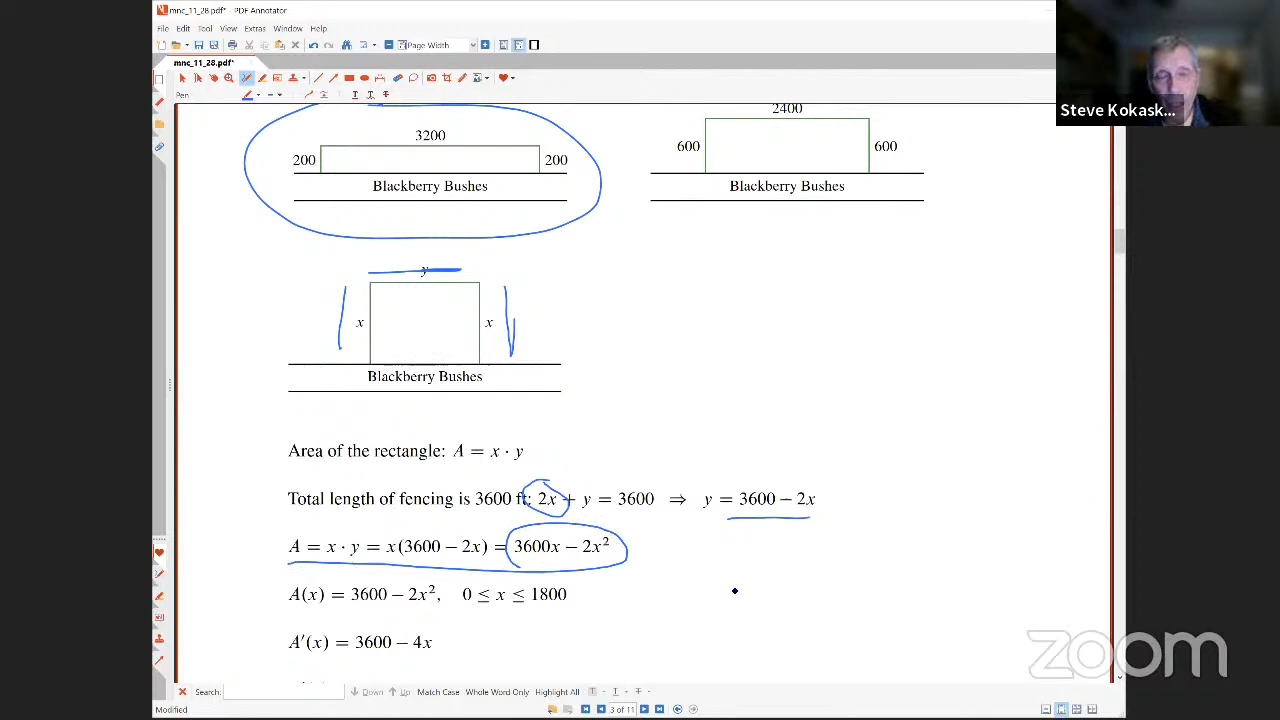 mnc_11_28.pdf* - PDF Annotator
File Edit Tool View Extras Window Help
Page Width
mnc_11_28.pdf*
Pen
Steve Kokask...
3200
200
200
Blackberry Bushes
2400
600
600
Blackberry Bushes
y
x
x
Blackberry Bushes
Area of the rectangle: A = x · y
Total length of fencing is 3600 ft: 2x + y = 3600 ⇒ y = 3600 − 2x
A = x · y = x(3600 − 2x) = 3600x − 2x²
A(x) = 3600 − 2x², 0 ≤ x ≤ 1800
A′(x) = 3600 − 4x
zoom
Search: Down Up Match Case Whole Word Only Highlight All
Modified
3 of 11